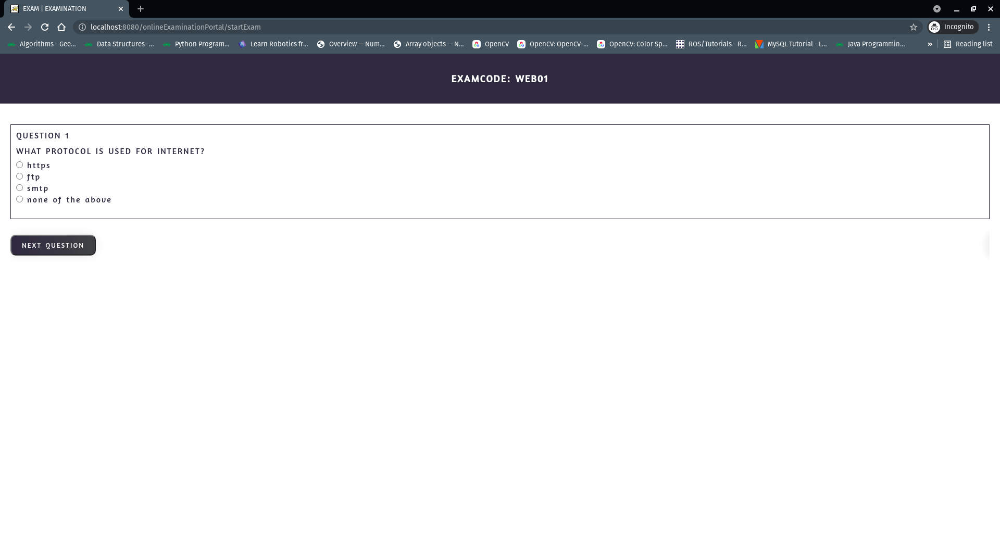 EXAM | EXAMINATION
localhost:8080/onlineExaminationPortal/startExam
Incognito
Algorithms - Gee...
Data Structures -...
Python Program...
Learn Robotics fr...
Overview — Num...
Array objects — N...
OpenCV
OpenCV: OpenCV-...
OpenCV: Color Sp...
ROS/Tutorials - R...
MySQL Tutorial - L...
Java Programmin...
»
Reading list
EXAMCODE: WEB01
QUESTION 1
WHAT PROTOCOL IS USED FOR INTERNET?
https
ftp
smtp
none of the above
NEXT QUESTION